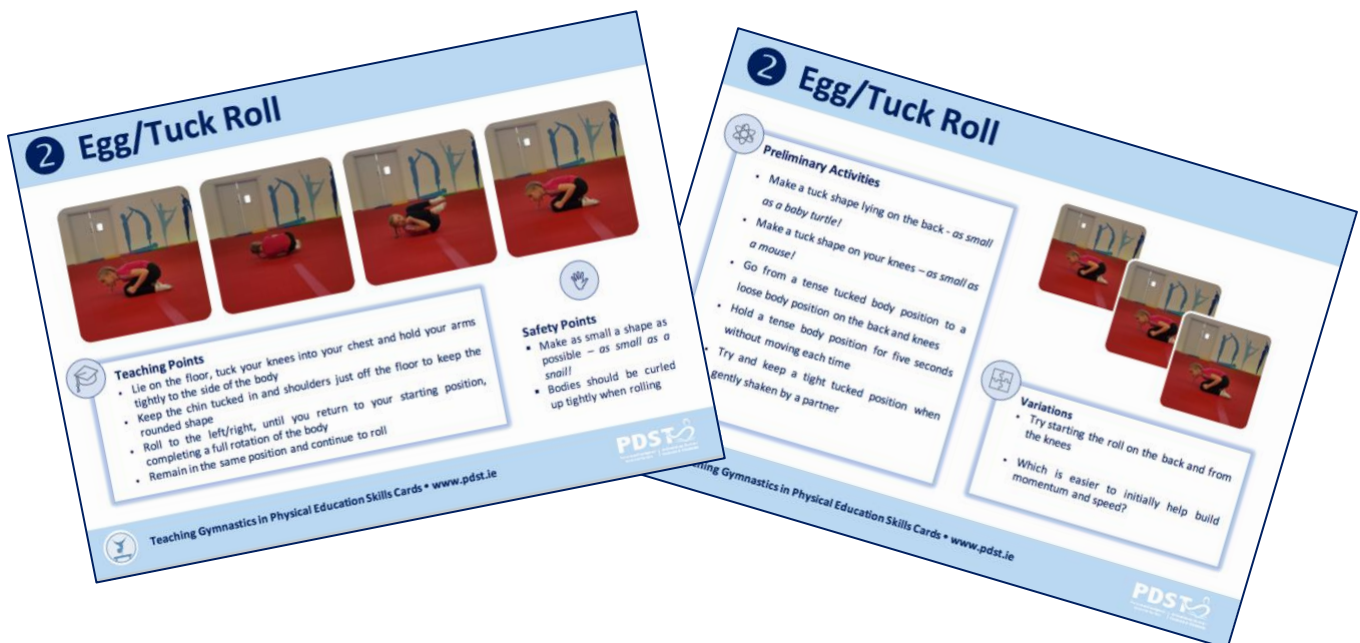 2 Egg/Tuck Roll
Teaching Points
• Lie on the floor, tuck your knees into your chest and hold your arms
tightly to the side of the body
• Keep the chin tucked in and shoulders just off the floor to keep the
rounded shape
• Roll to the left/right, until you return to your starting position,
completing a full rotation of the body
• Remain in the same position and continue to roll
Safety Points
▪ Make as small a shape as
possible – as small as a
snail!
▪ Bodies should be curled
up tightly when rolling
PDST
Teaching Gymnastics in Physical Education Skills Cards • www.pdst.ie
2 Egg/Tuck Roll
Preliminary Activities
• Make a tuck shape lying on the back - as small
as a baby turtle!
• Make a tuck shape on your knees – as small as
a mouse!
• Go from a tense tucked body position to a
loose body position on the back and knees
• Hold a tense body position for five seconds
without moving each time
• Try and keep a tight tucked position when
gently shaken by a partner
Variations
• Try starting the roll on the back and from
the knees
• Which is easier to initially help build
momentum and speed?
Gymnastics in Physical Education Skills Cards • www.pdst.ie
PDST